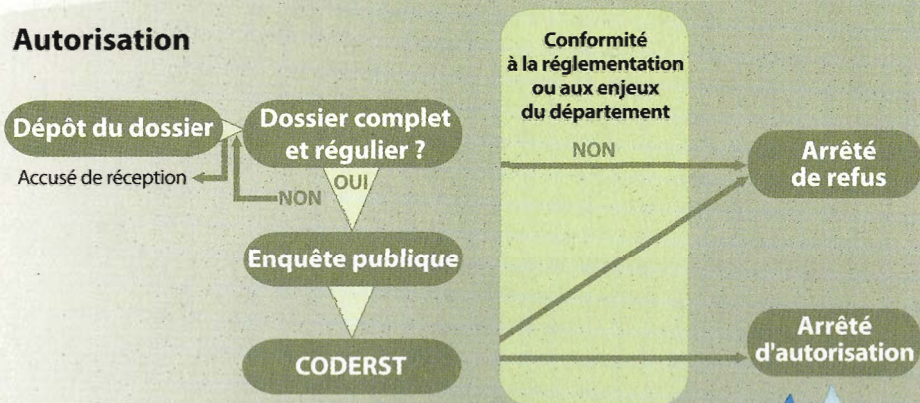 Autorisation
Conformité
à la réglementation
ou aux enjeux
du département
Dépôt du dossier
Dossier complet
et régulier ?
Accusé de réception
NON
OUI
NON
Arrêté
de refus
Enquête publique
CODERST
Arrêté
d'autorisation